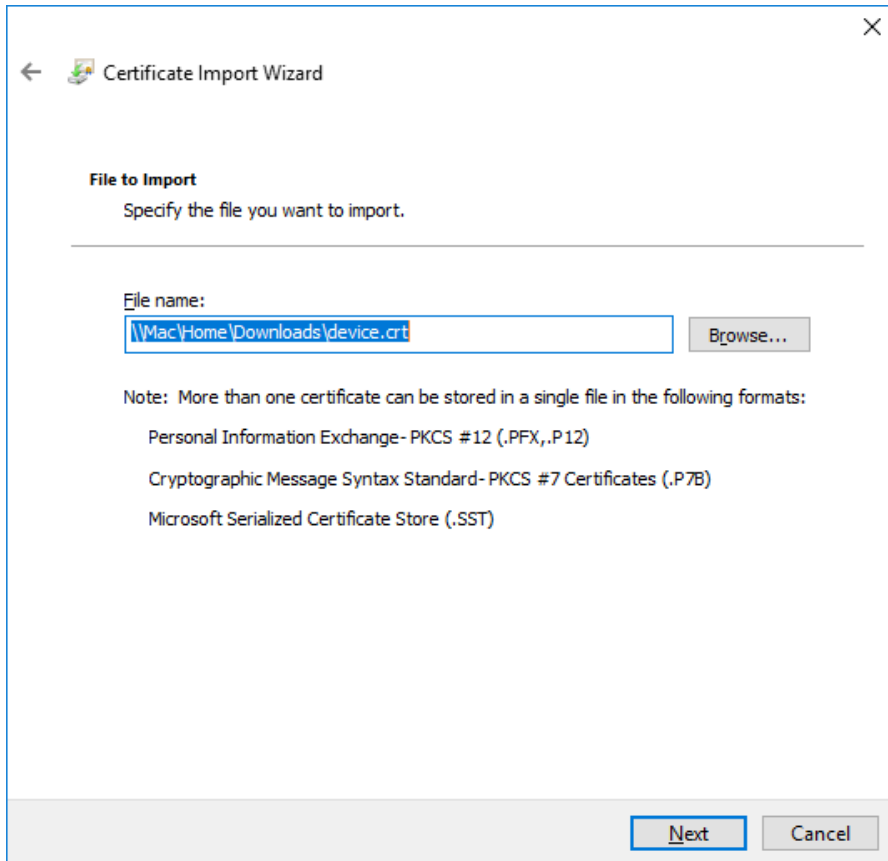 Certificate Import Wizard
File to Import
Specify the file you want to import.
File name:
\\Mac\Home\Downloads\device.crt
Browse...
Note: More than one certificate can be stored in a single file in the following formats:
Personal Information Exchange- PKCS #12 (.PFX,.P12)
Cryptographic Message Syntax Standard- PKCS #7 Certificates (.P7B)
Microsoft Serialized Certificate Store (.SST)
Next
Cancel